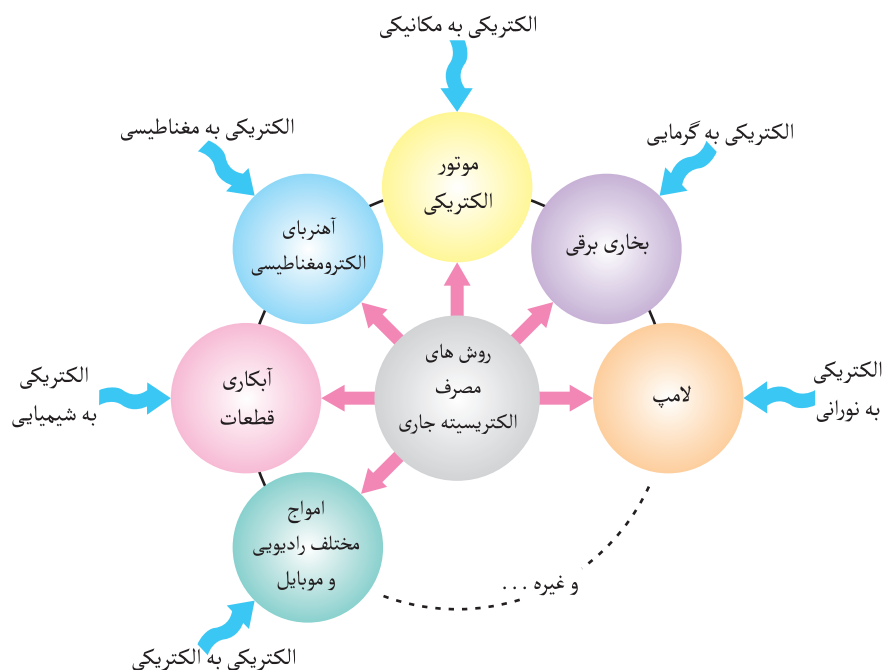 الکتریکی به مکانیکی
الکتریکی به گرمایی
الکتریکی به مغناطیسی
موتور
الکتریکی
بخاری برقی
آهنربای
الکترومغناطیسی
روش های
مصرف
الکتریسیته جاری
لامپ
الکتریکی
به نورانی
آبکاری
قطعات
الکتریکی
به شیمیایی
امواج
مختلف رادیویی
و موبایل
و غیره ...
الکتریکی به الکتریکی